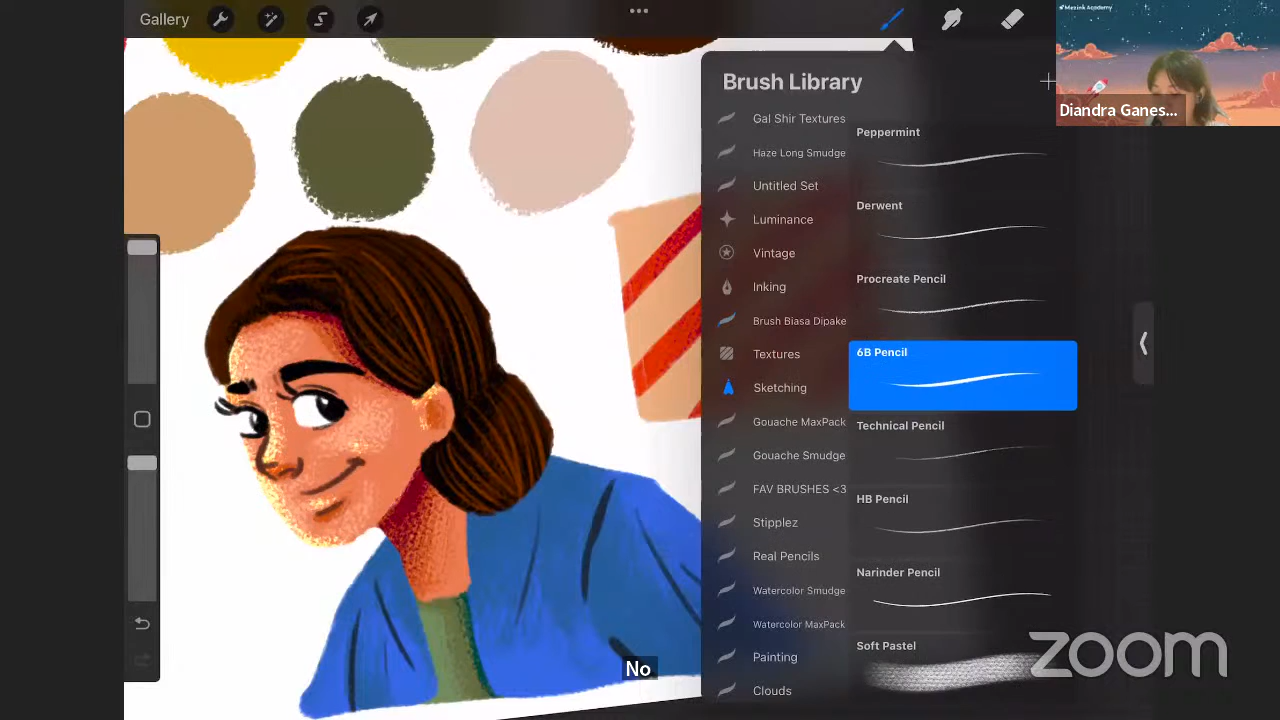 Gallery
Mezink Academy
Diandra Ganes...
Brush Library
Gal Shir Textures
Haze Long Smudge
Untitled Set
Luminance
Vintage
Inking
Brush Biasa Dipake
Textures
Sketching
Gouache MaxPack
Gouache Smudge
FAV BRUSHES <3
Stipplez
Real Pencils
Watercolor Smudge
Watercolor MaxPack
Painting
Clouds
Peppermint
Derwent
Procreate Pencil
6B Pencil
Technical Pencil
HB Pencil
Narinder Pencil
Soft Pastel
No
zoom